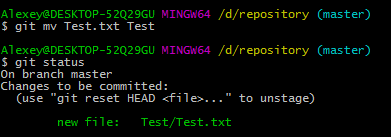 Alexey@DESKTOP-52Q29GU MINGW64 /d/repository (master)
$ git mv Test.txt Test
Alexey@DESKTOP-52Q29GU MINGW64 /d/repository (master)
$ git status
On branch master
Changes to be committed:
  (use "git reset HEAD <file>..." to unstage)
        new file:   Test/Test.txt